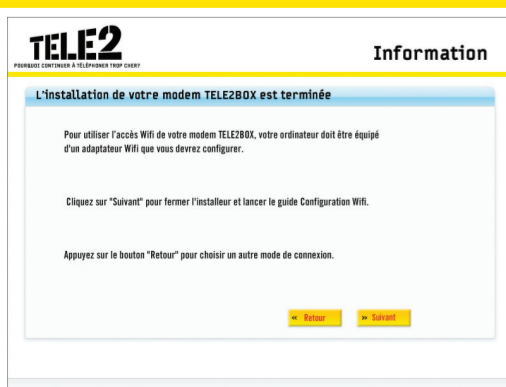 TELE2
POURQUOI CONTINUER À TÉLÉPHONER TROP CHER?
Information
L'installation de votre modem TELE2BOX est terminée
Pour utiliser l'accès Wifi de votre modem TELE2BOX, votre ordinateur doit être équipé
d'un adaptateur Wifi que vous devrez configurer.
Cliquez sur "Suivant" pour fermer l'installeur et lancer le guide Configuration Wifi.
Appuyez sur le bouton "Retour" pour choisir un autre mode de connexion.
« Retour
» Suivant